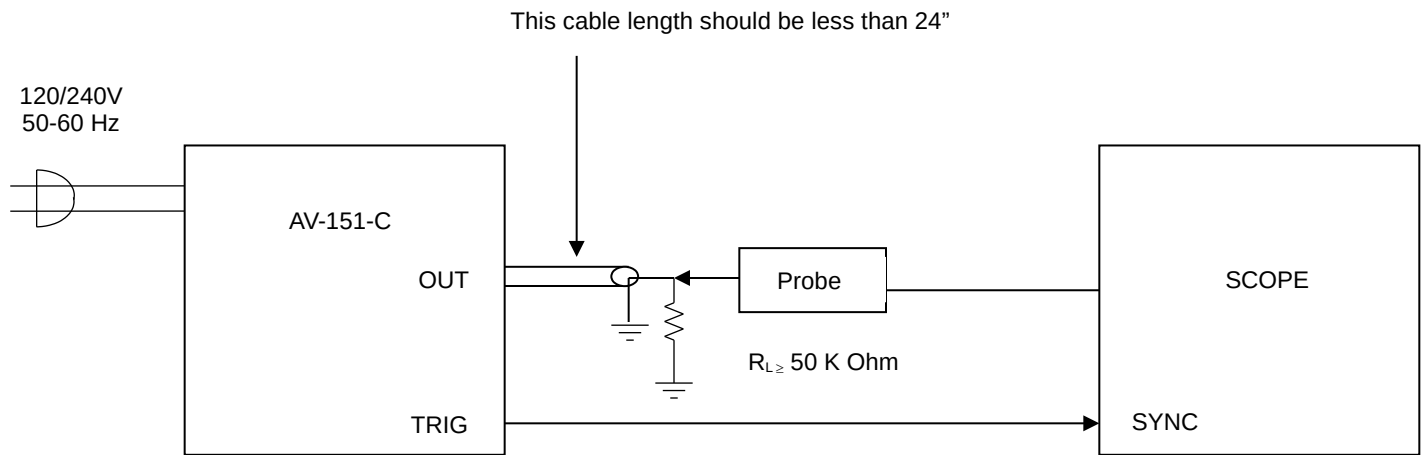 This cable length should be less than 24”
120/240V
50-60 Hz
AV-151-C
OUT
Probe
SCOPE
RL≥ 50 K Ohm
TRIG
SYNC